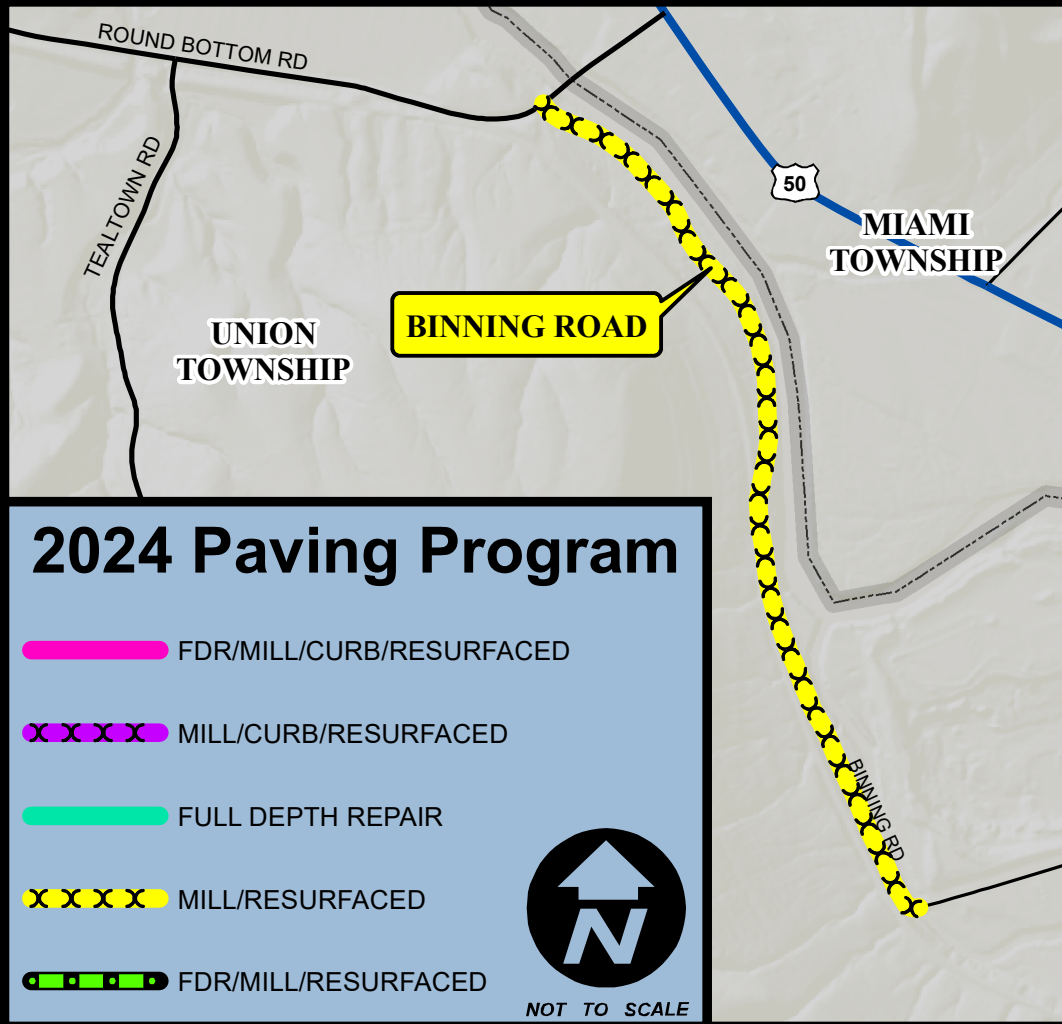 ROUND BOTTOM RD
TEALTOWN RD
50
MIAMI
TOWNSHIP
BINNING ROAD
UNION
TOWNSHIP
2024 Paving Program
FDR/MILL/CURB/RESURFACED
MILL/CURB/RESURFACED
FULL DEPTH REPAIR
MILL/RESURFACED
FDR/MILL/RESURFACED
N
NOT TO SCALE
BINNING RD